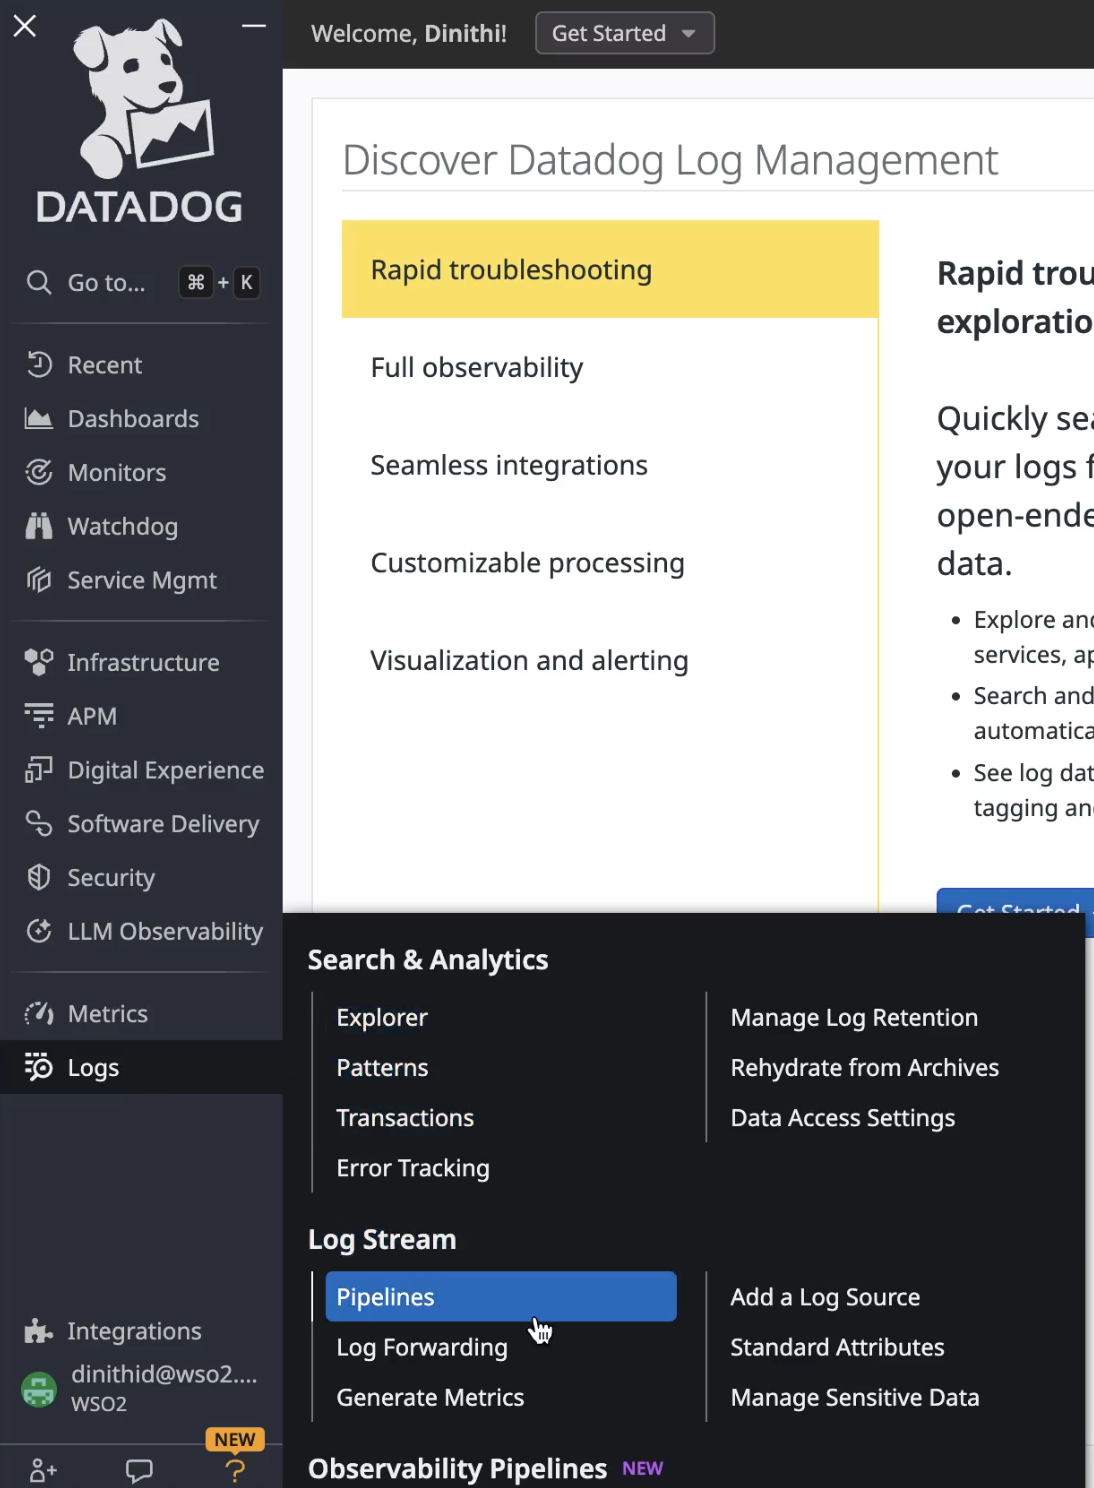 DATADOG
Go to... ⌘ + K
Recent
Dashboards
Monitors
Watchdog
Service Mgmt
Infrastructure
APM
Digital Experience
Software Delivery
Security
LLM Observability
Metrics
Logs
Integrations
dinithid@wso2....
WSO2
NEW
?
Welcome, Dinithi!
Get Started
Discover Datadog Log Management
Rapid troubleshooting
Full observability
Seamless integrations
Customizable processing
Visualization and alerting
Rapid trou
exploratio
Quickly sea
your logs f
open-ende
data.
• Explore and
services, ap
• Search and
automatica
• See log dat
tagging an
Get Started
Search & Analytics
Explorer
Patterns
Transactions
Error Tracking
Manage Log Retention
Rehydrate from Archives
Data Access Settings
Log Stream
Pipelines
Log Forwarding
Generate Metrics
Add a Log Source
Standard Attributes
Manage Sensitive Data
Observability Pipelines NEW